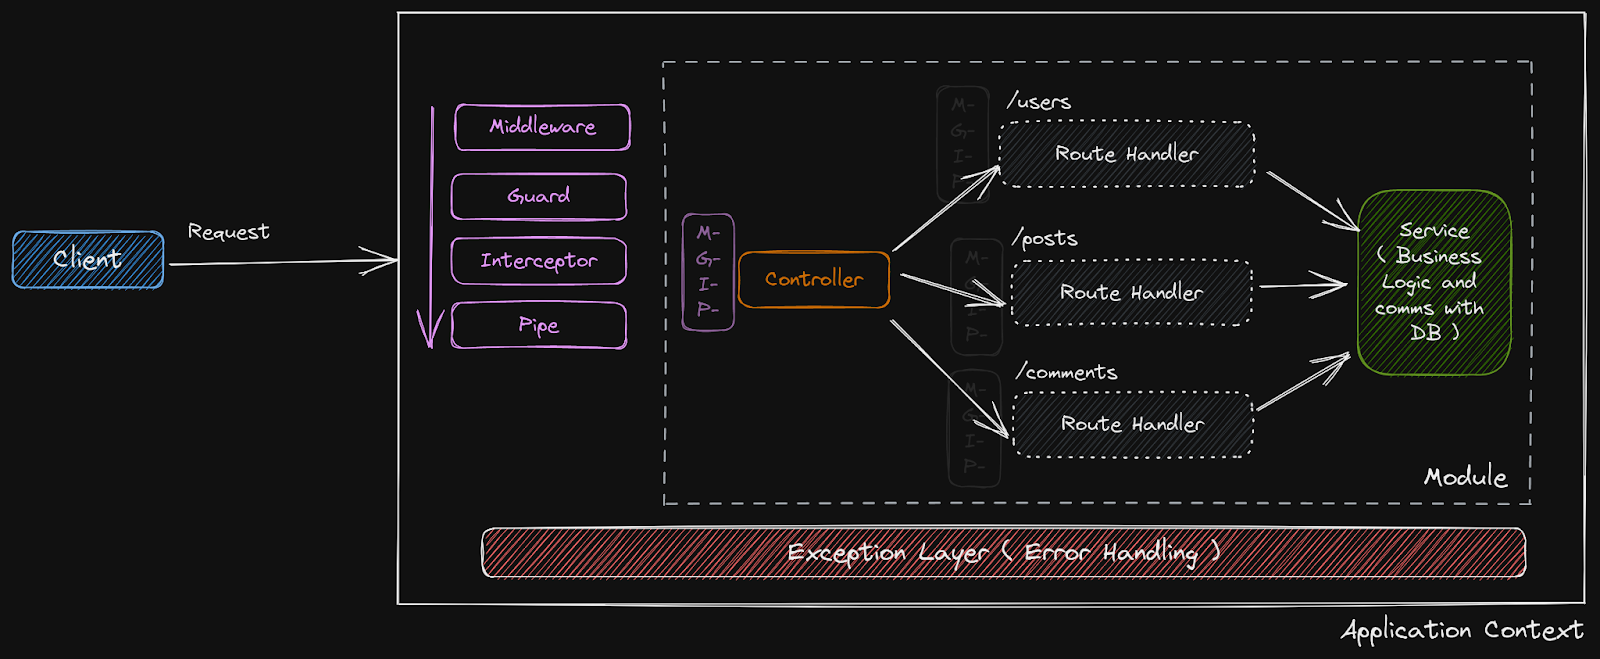 Client
Request
Middleware
Guard
Interceptor
Pipe
M-
G-
I-
P-
Controller
M-
G-
I-
/users
Route Handler
M-
/posts
Route Handler
I-
P-
M-
G-
I-
P-
/comments
Route Handler
Service
( Business
Logic and
comms with
DB )
Module
Exception Layer ( Error Handling )
Application Context